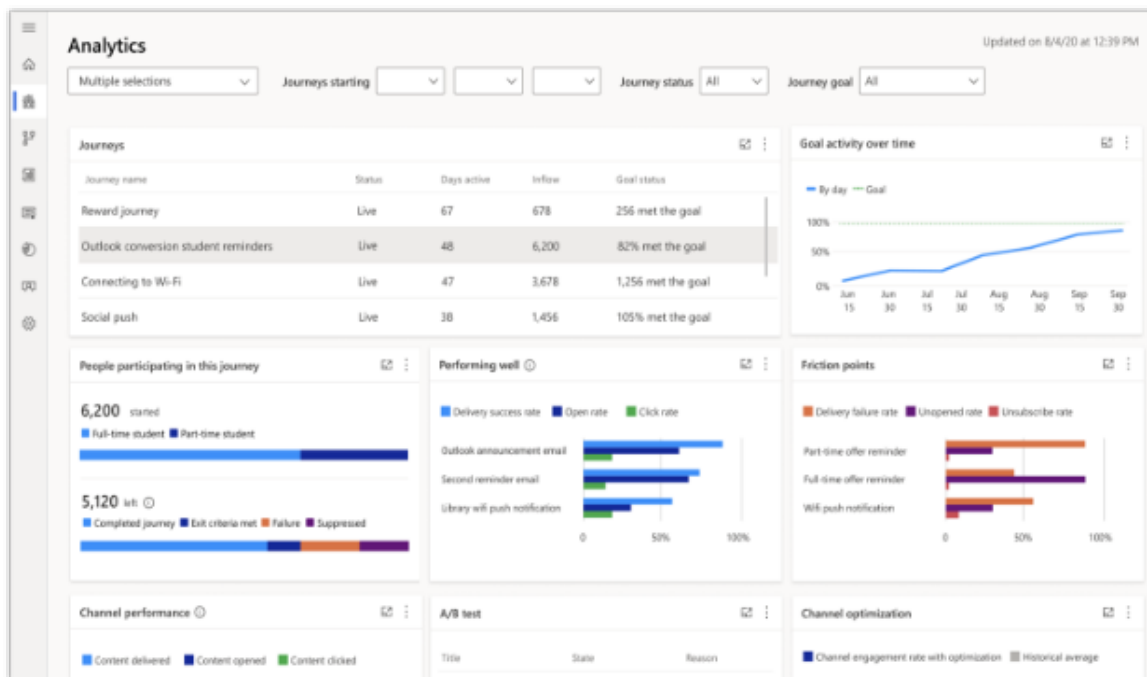 Analytics
Updated on 8/4/20 at 12:39 PM
Multiple selections
Journeys starting
Journey status All
Journey goal All
Journeys
Journey name Status Days active Inflow Goal status
Reward journey Live 67 678 256 met the goal
Outlook conversion student reminders Live 48 6,200 82% met the goal
Connecting to Wi-Fi Live 47 3,678 1,256 met the goal
Social push Live 38 1,456 105% met the goal
Goal activity over time
By day Goal
100%
50%
0%
Jun 15 Jun 30 Jul 15 Jul 30 Aug 15 Aug 30 Sep 15 Sep 30
People participating in this journey
6,200 started
Full-time student Part-time student
5,120 left
Completed journey Exit criteria met Failure Suppressed
Performing well
Delivery success rate Open rate Click rate
Outlook announcement email
Second reminder email
Library wifi push notification
0 50% 100%
Friction points
Delivery failure rate Unopened rate Unsubscribe rate
Part-time offer reminder
Full-time offer reminder
Wifi push notification
0 50% 100%
Channel performance
Content delivered Content opened Content clicked
A/B test
Title State Reason
Channel optimization
Channel engagement rate with optimization Historical average